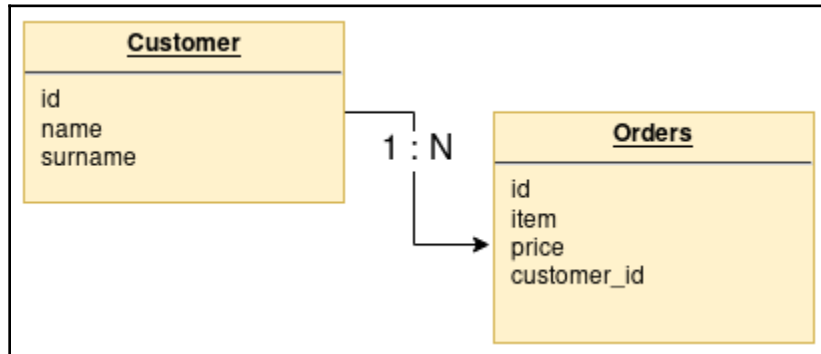 Customer
id
name
surname
1 : N
Orders
id
item
price
customer_id